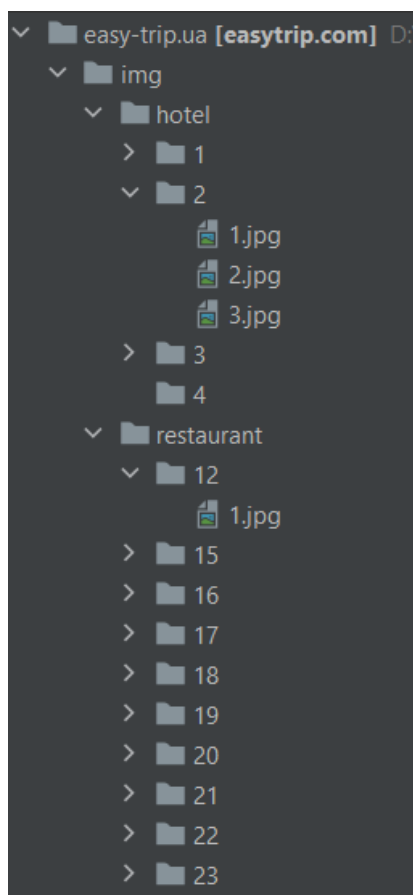 easy-trip.ua [easytrip.com] D:
img
hotel
1
2
1.jpg
2.jpg
3.jpg
3
4
restaurant
12
1.jpg
15
16
17
18
19
20
21
22
23